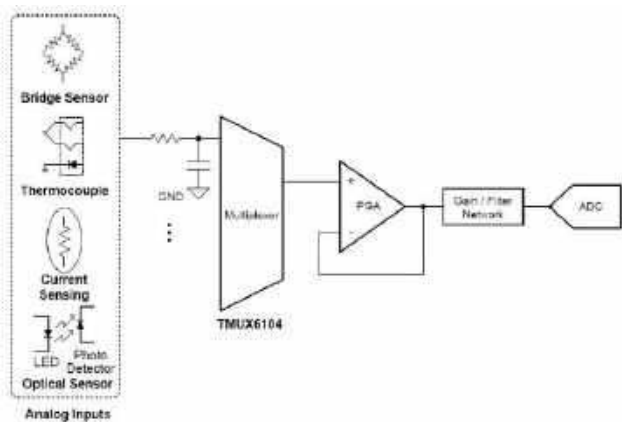 Bridge Sensor
Thermocouple
Current
Sensing
LED
Photo
Detector
Optical Sensor
Analog Inputs
GND
Multiplexer
TMUX6104
+
PGA
-
Gain / Filter
Network
ADC